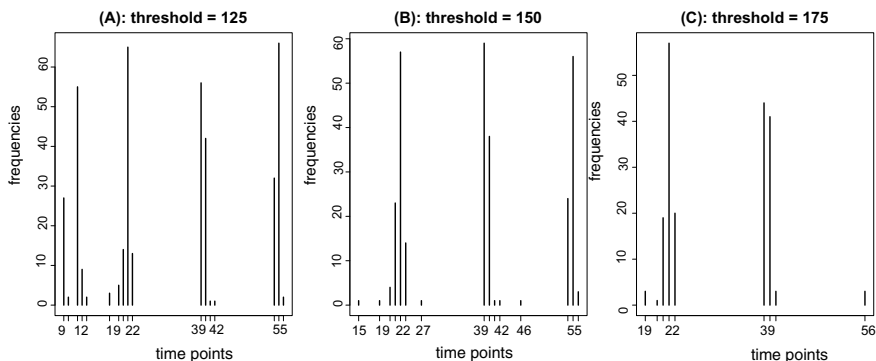 (A): threshold = 125
frequencies
0 10 20 30 40 50 60
9 12 19 22 39 42 55
time points
(B): threshold = 150
frequencies
0 10 20 30 40 50 60
15 19 22 27 39 42 46 55
time points
(C): threshold = 175
frequencies
0 10 20 30 40 50
19 22 39 56
time points